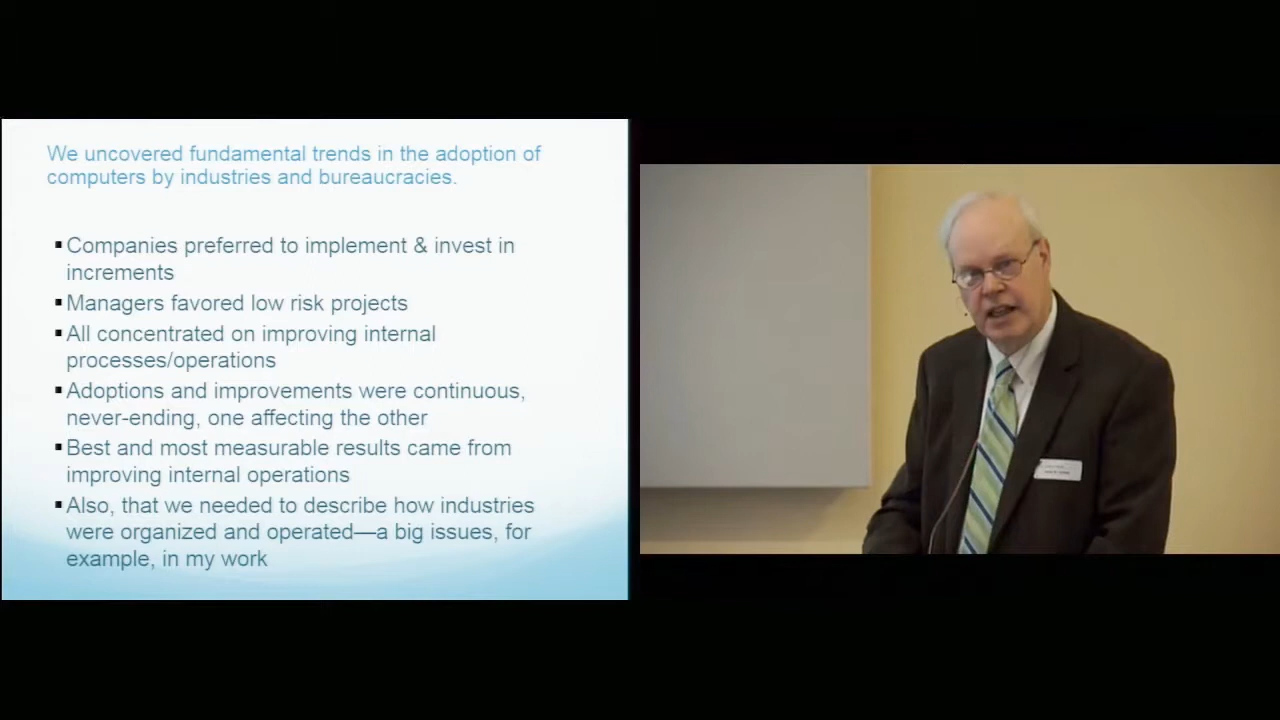 We uncovered fundamental trends in the adoption of
computers by industries and bureaucracies.
▪Companies preferred to implement & invest in
increments
▪Managers favored low risk projects
▪All concentrated on improving internal
processes/operations
▪Adoptions and improvements were continuous,
never-ending, one affecting the other
▪Best and most measurable results came from
improving internal operations
▪Also, that we needed to describe how industries
were organized and operated—a big issues, for
example, in my work